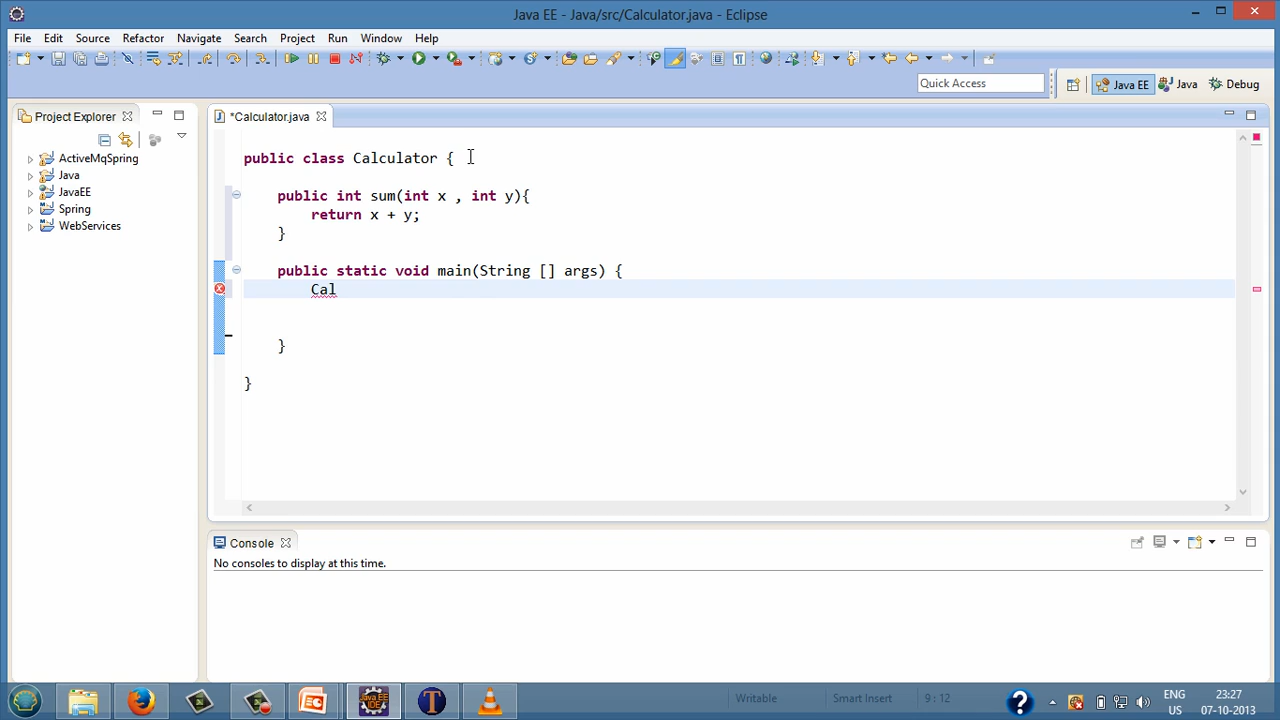 Java EE - Java/src/Calculator.java - Eclipse
File Edit Source Refactor Navigate Search Project Run Window Help
Quick Access
Java EE Java Debug
Project Explorer
*Calculator.java
ActiveMqSpring
Java
JavaEE
Spring
WebServices
public class Calculator {
public int sum(int x , int y){
return x + y;
}
public static void main(String [] args) {
Cal
}
}
Console
No consoles to display at this time.
Writable Smart Insert 9 : 12
Java EE
IDE
T
ENG
US
23:27
07-10-2013